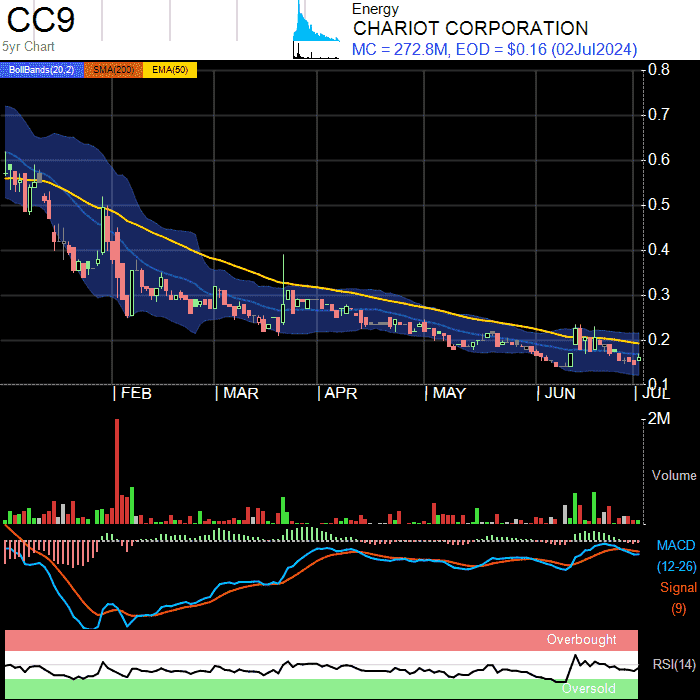 CC9
5yr Chart
Energy
CHARIOT CORPORATION
MC = 272.8M, EOD = $0.16 (02Jul2024)
BollBands(20,2) SMA(200) EMA(50)
0.8
0.7
0.6
0.5
0.4
0.3
0.2
0.1
FEB MAR APR MAY JUN JUL
2M
Volume
MACD
(12-26)
Signal
(9)
Overbought
RSI(14)
Oversold